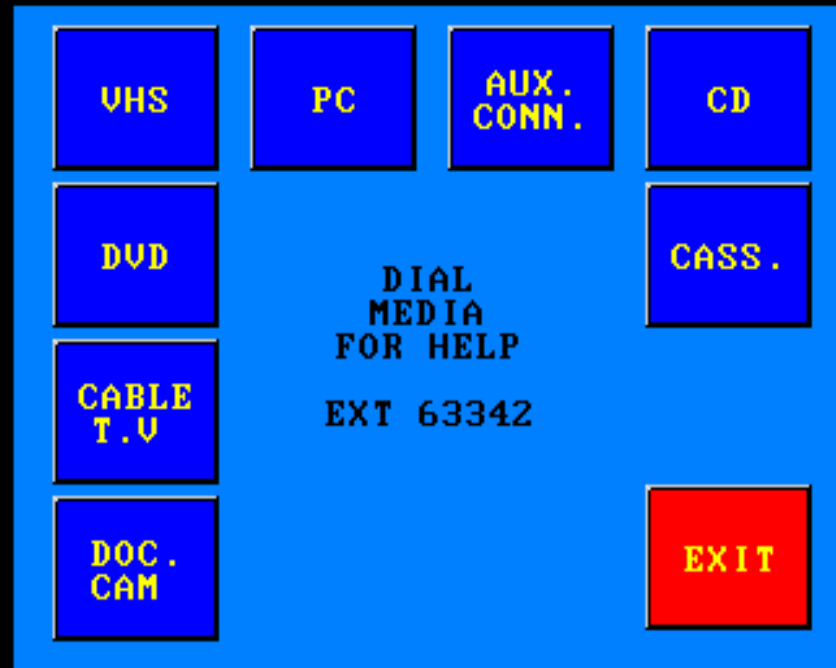 VHS
PC
AUX.
CONN.
CD
DVD
CASS.
DIAL
MEDIA
FOR HELP
EXT 63342
CABLE
T.V
DOC.
CAM
EXIT